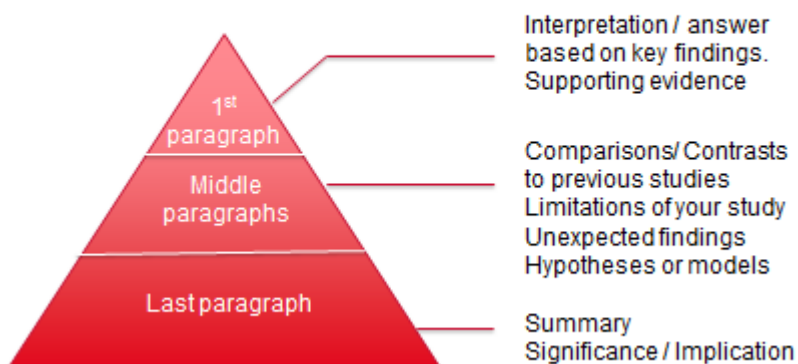 1st
paragraph
Middle
paragraphs
Last paragraph
Interpretation / answer
based on key findings.
Supporting evidence
Comparisons/ Contrasts
to previous studies
Limitations of your study
Unexpected findings
Hypotheses or models
Summary
Significance / Implication